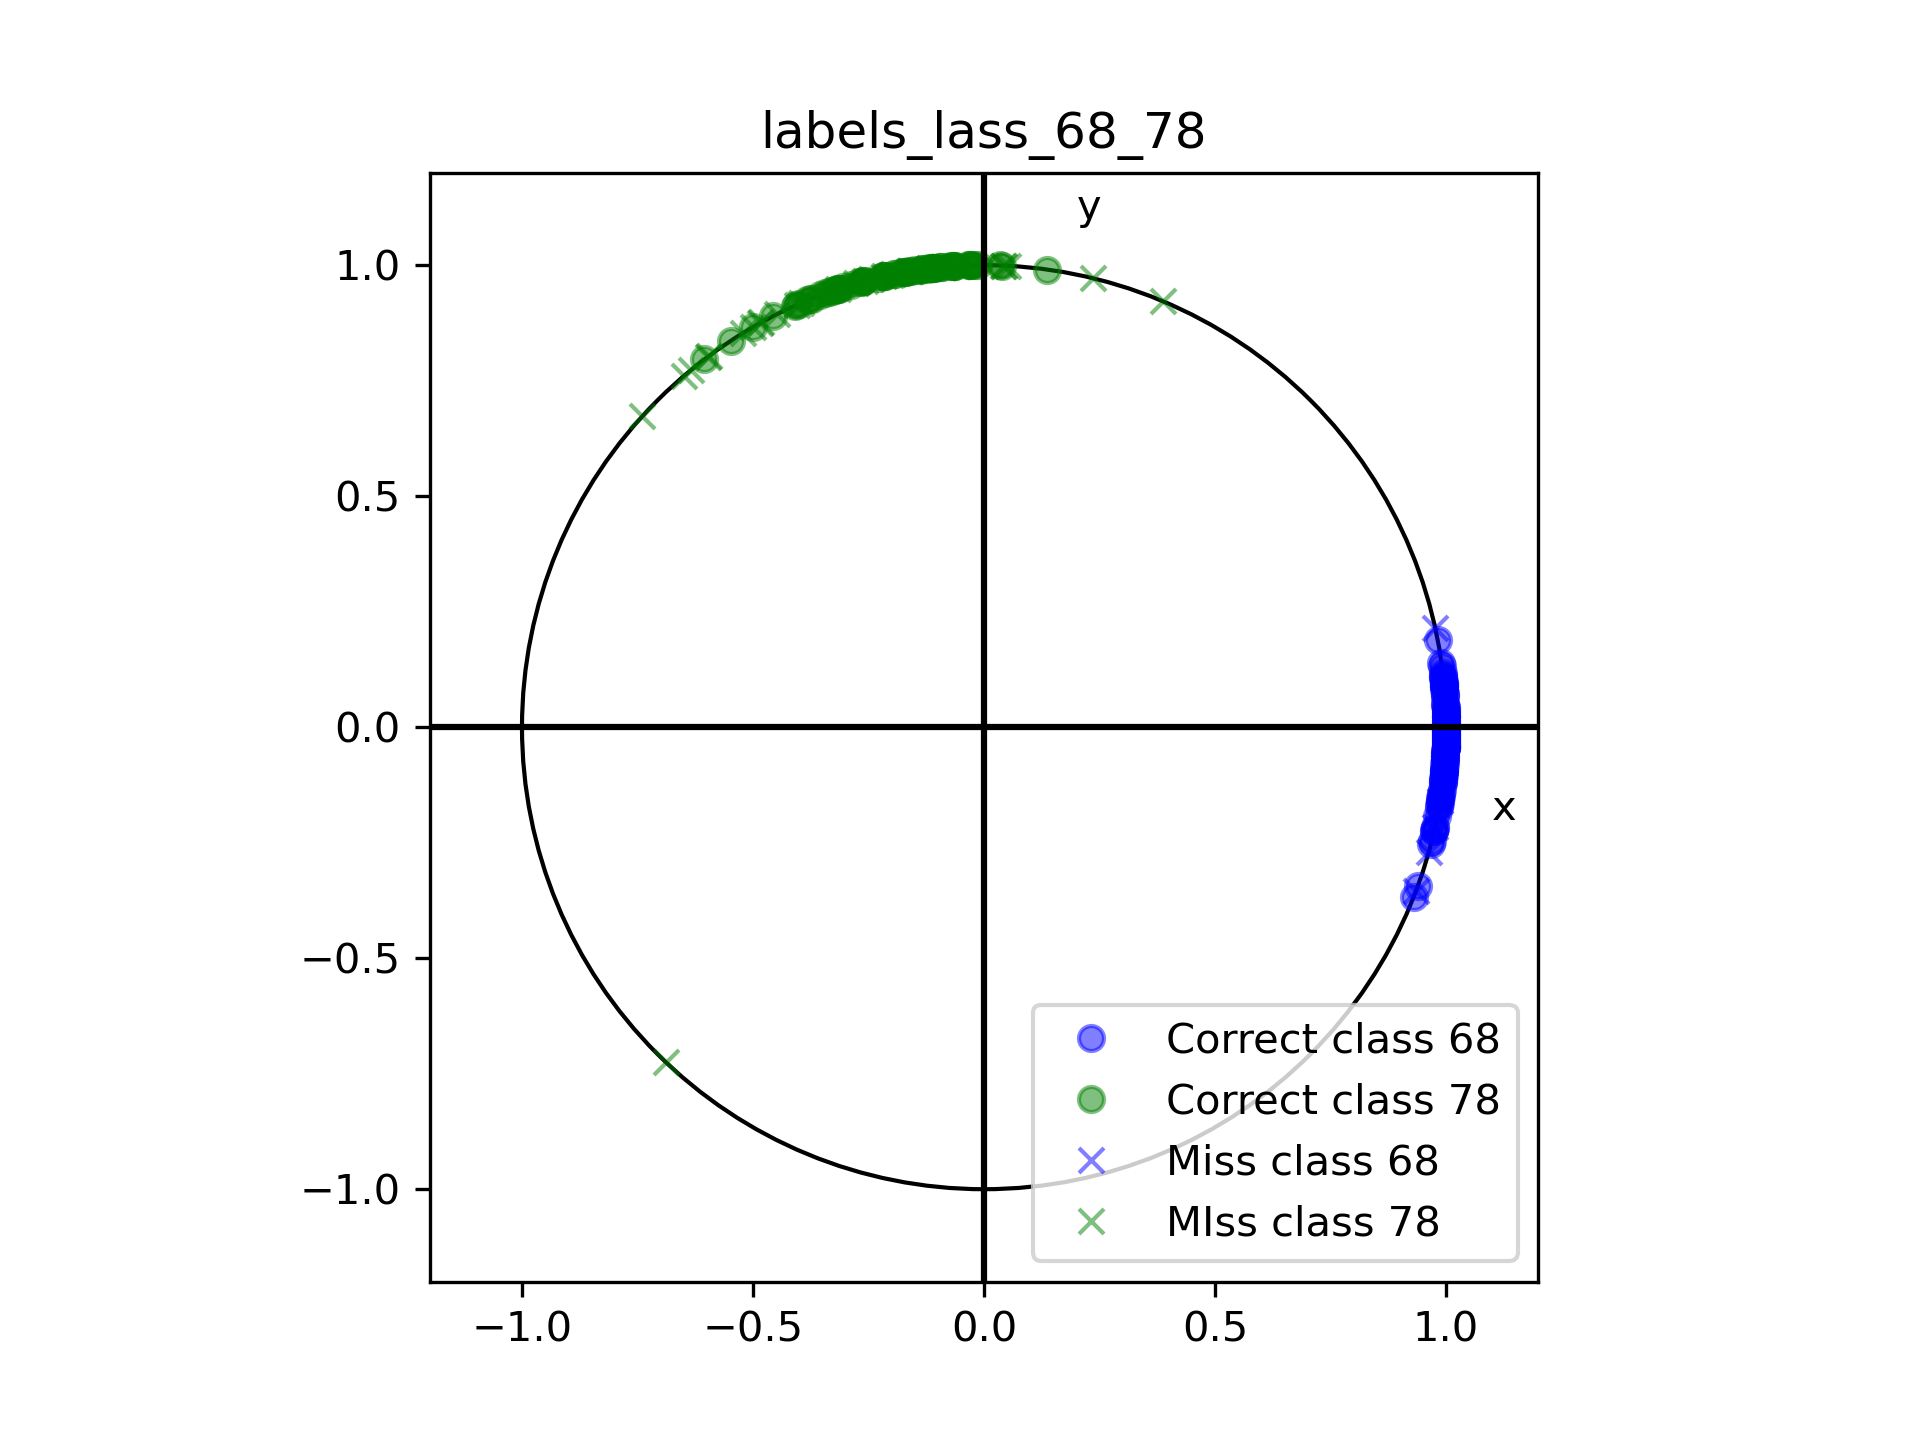 labels_lass_68_78
y
1.0
0.5
0.0
x
−0.5
−1.0
Correct class 68
Correct class 78
Miss class 68
MIss class 78
−1.0 −0.5 0.0 0.5 1.0